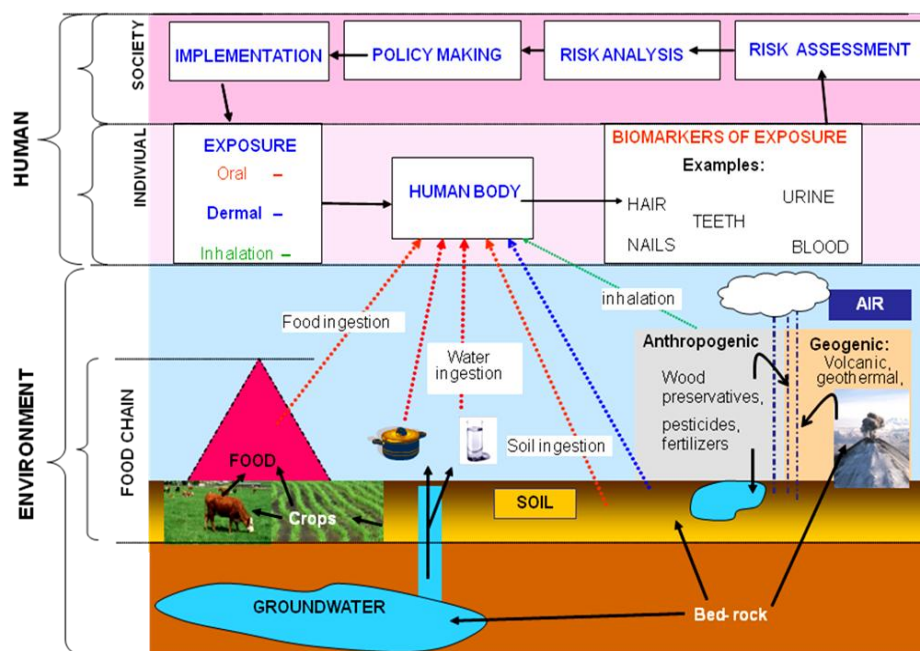 HUMAN
SOCIETY
IMPLEMENTATION
POLICY MAKING
RISK ANALYSIS
RISK ASSESSMENT
INDIVIUAL
EXPOSURE
Oral –
Dermal –
Inhalation –
HUMAN BODY
BIOMARKERS OF EXPOSURE
Examples:
HAIR
URINE
TEETH
NAILS
BLOOD
ENVIRONMENT
FOOD CHAIN
Food ingestion
Water
ingestion
Soil ingestion
inhalation
AIR
Anthropogenic
Wood
preservatives,
pesticides,
fertilizers
Geogenic:
Volcanic,
geothermal,
FOOD
Crops
SOIL
GROUNDWATER
Bed-rock